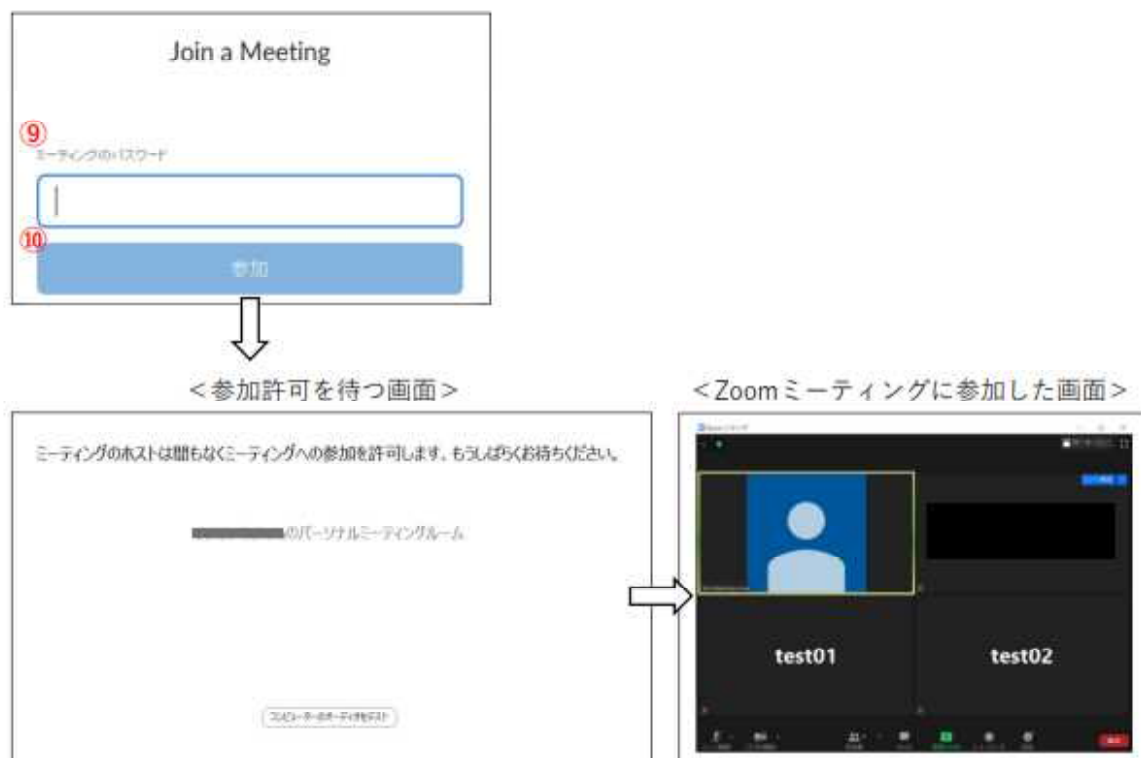 Join a Meeting
⑨
ミーティングのパスワード
⑩
参加
＜参加許可を待つ画面＞
＜Zoomミーティングに参加した画面＞
ミーティングのホストは間もなくミーティングへの参加を許可します、もうしばらくお待ちください。
のパーソナルミーティングルーム
コンピューターのオーディオをテスト
test01
test02